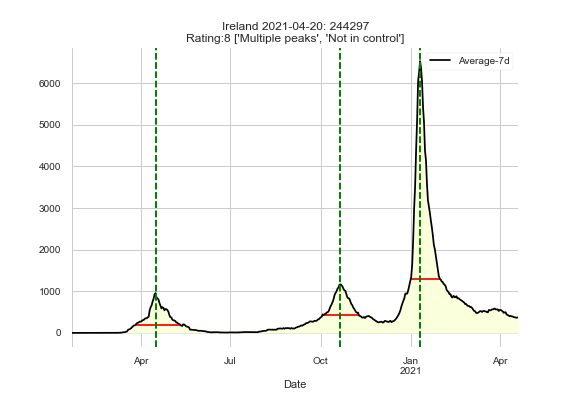 Ireland 2021-04-20: 244297
Rating:8 ['Multiple peaks', 'Not in control']
Average-7d
6000
5000
4000
3000
2000
1000
0
Apr
Jul
Oct
Jan
2021
Apr
Date